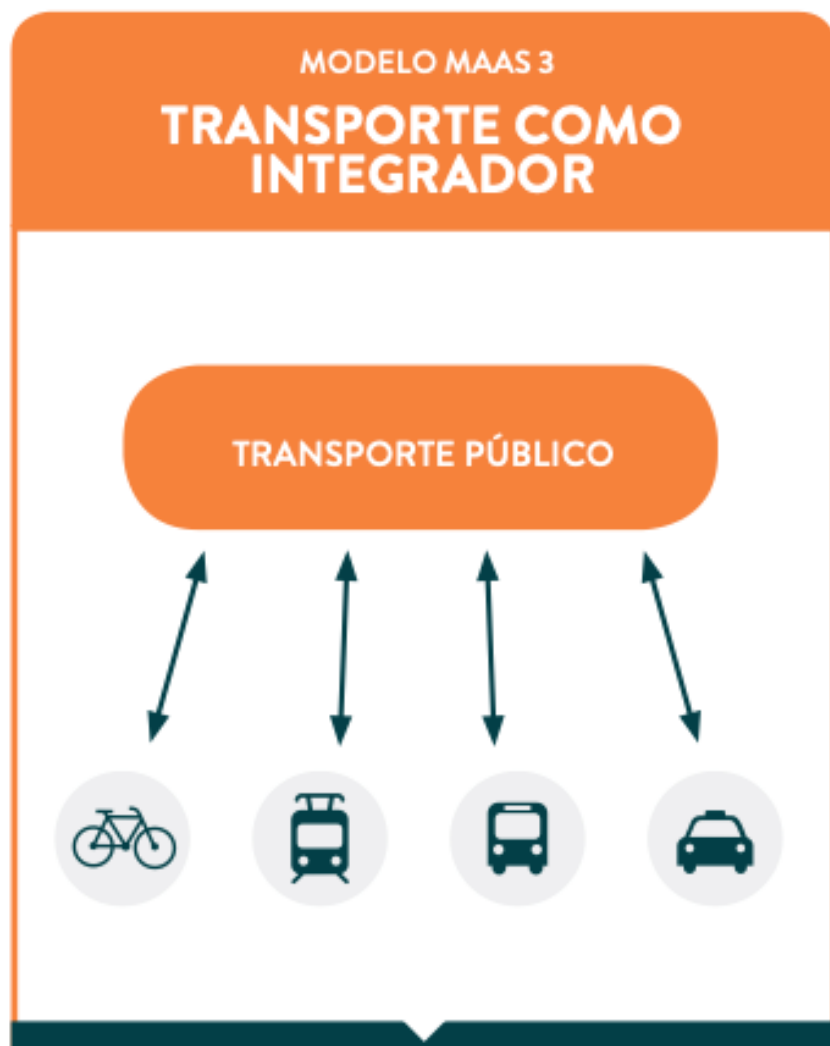 MODELO MAAS 3
TRANSPORTE COMO
INTEGRADOR
TRANSPORTE PÚBLICO